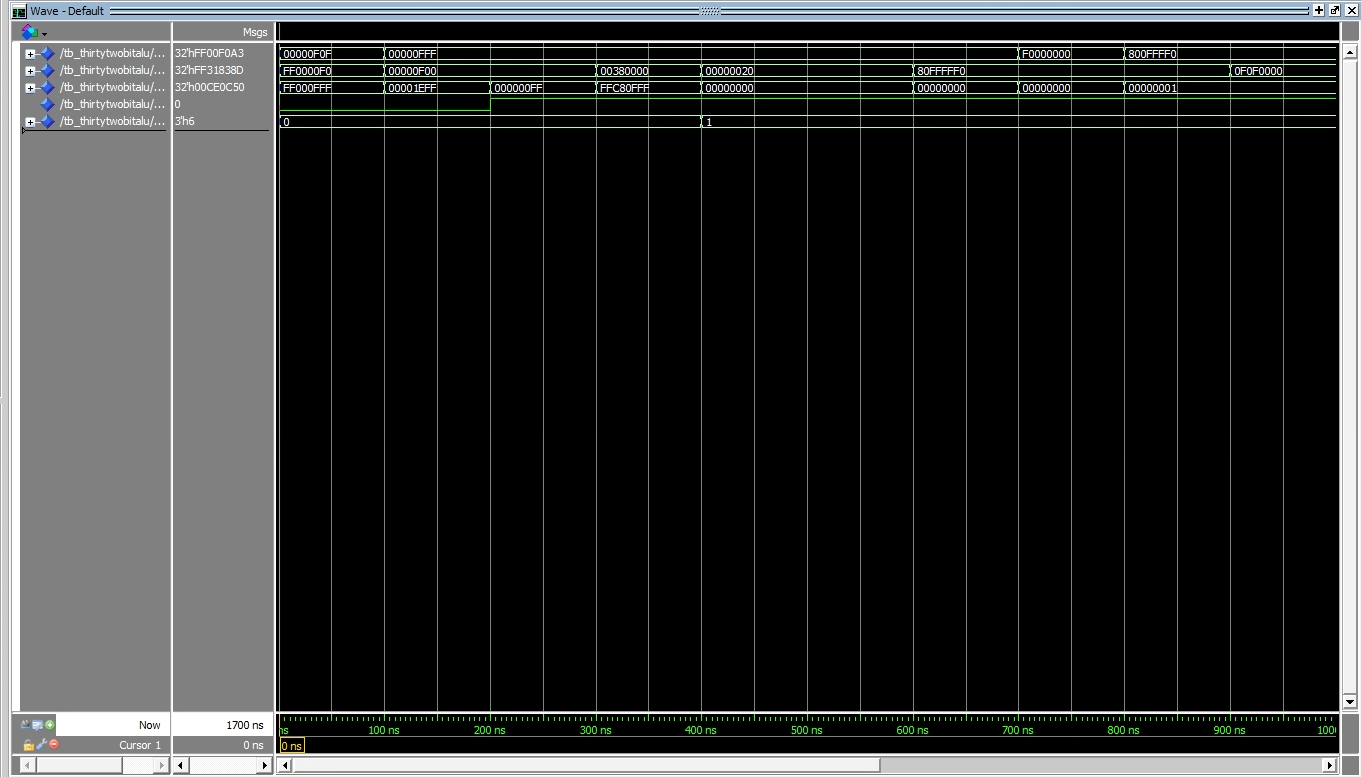 Wave - Default
Msgs
/tb_thirtytwobitalu/... 32'hFF00F0A3 00000F0F 00000FFF F0000000 800FFFF0
/tb_thirtytwobitalu/... 32'hFF31838D FF0000F0 00000F00 00380000 00000020 80FFFFF0 0F0F0000
/tb_thirtytwobitalu/... 32'h00CE0C50 FF000FFF 00001EFF 000000FF FFC80FFF 00000000 00000000 00000000 00000001
/tb_thirtytwobitalu/... 0
/tb_thirtytwobitalu/... 3'h6 0 1
Now 1700 ns ns 100 ns 200 ns 300 ns 400 ns 500 ns 600 ns 700 ns 800 ns 900 ns 100
Cursor 1 0 ns 0 ns